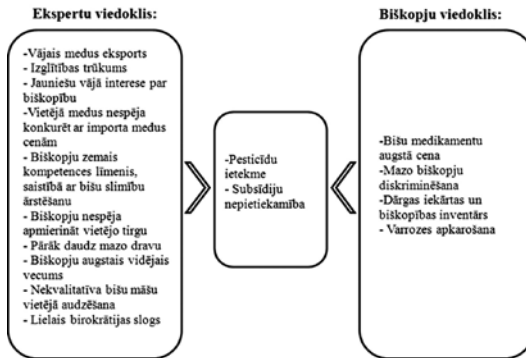 Ekspertu viedoklis:
-Vājais medus eksports
- Izglītības trūkums
- Jauniešu vājā interese par
biškopību
-Vietējā medus nespēja
konkurēt ar importa medus
cenām
- Biškopju zemais
kompetences līmenis,
saistībā ar bišu slimību
ārstēšanu
- Biškopju nespēja
apmierināt vietējo tirgu
- Pārāk daudz mazo dravu
- Biškopju augstais vidējais
vecums
- Nekvalitatīva bišu māšu
vietējā audzēšana
- Lielais birokrātijas slogs
-Pesticīdu
ietekme
- Subsīdiju
nepietiekamība
Biškopju viedoklis:
-Bišu medikamentu
augstā cena
-Mazo biškopju
diskriminēšana
-Dārgas iekārtas un
biškopības inventārs
- Varrozes apkarošana